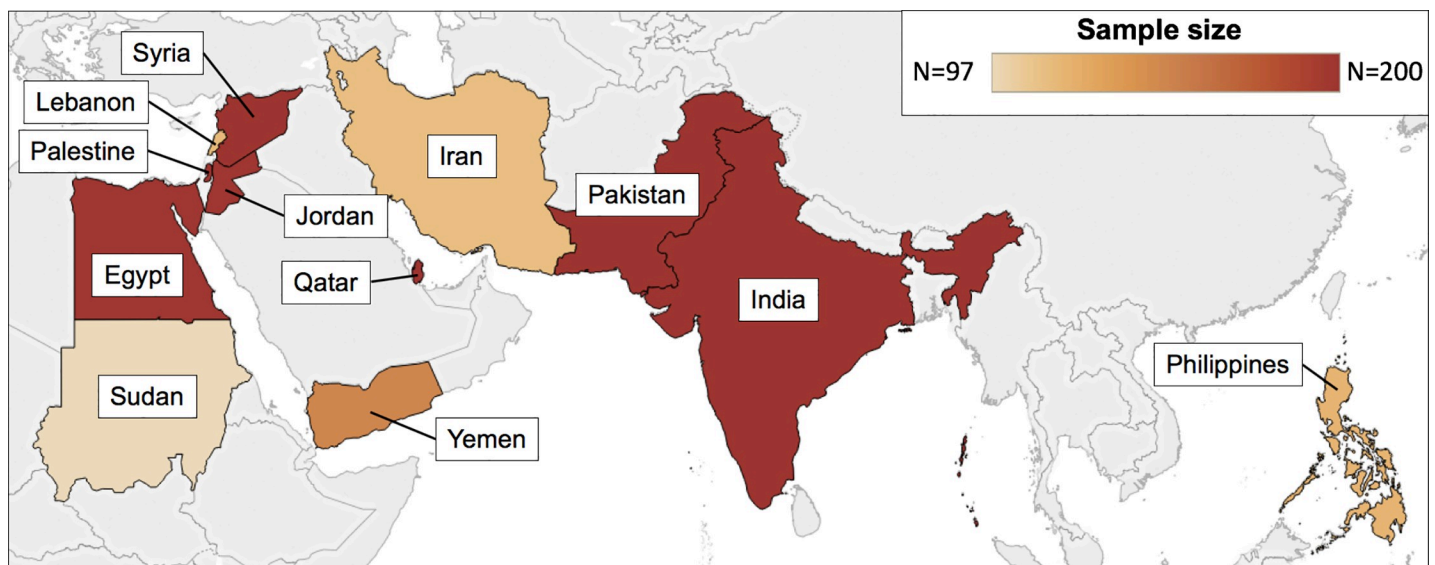 Sample size
N=97
N=200
Syria
Lebanon
Palestine
Iran
Pakistan
Jordan
Egypt
Qatar
India
Philippines
Sudan
Yemen